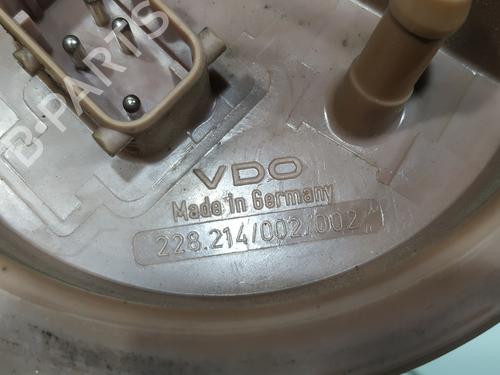 B-PARTS
VDO
Made in Germany
228.214/002/002